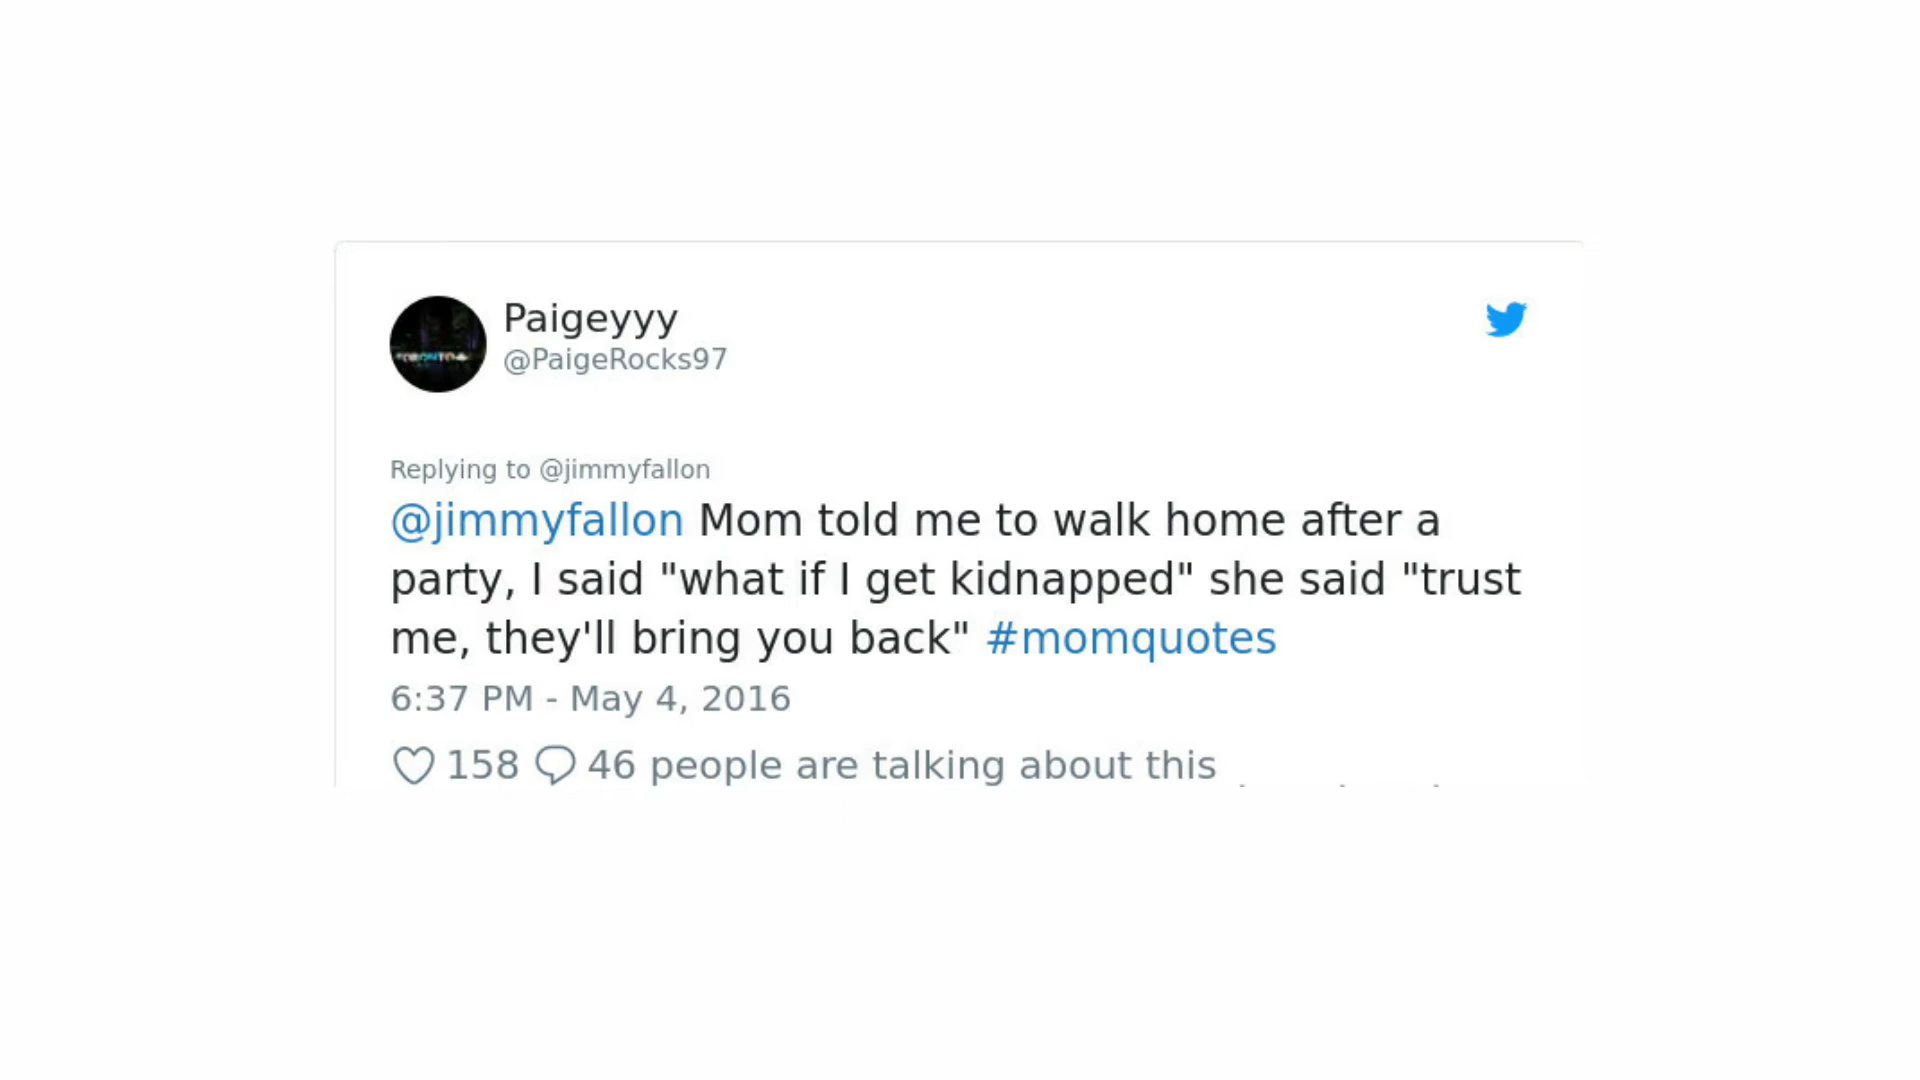 Paigeyyy
@PaigeRocks97
Replying to @jimmyfallon
@jimmyfallon Mom told me to walk home after a
party, I said "what if I get kidnapped" she said "trust
me, they'll bring you back" #momquotes
6:37 PM - May 4, 2016
158 46 people are talking about this